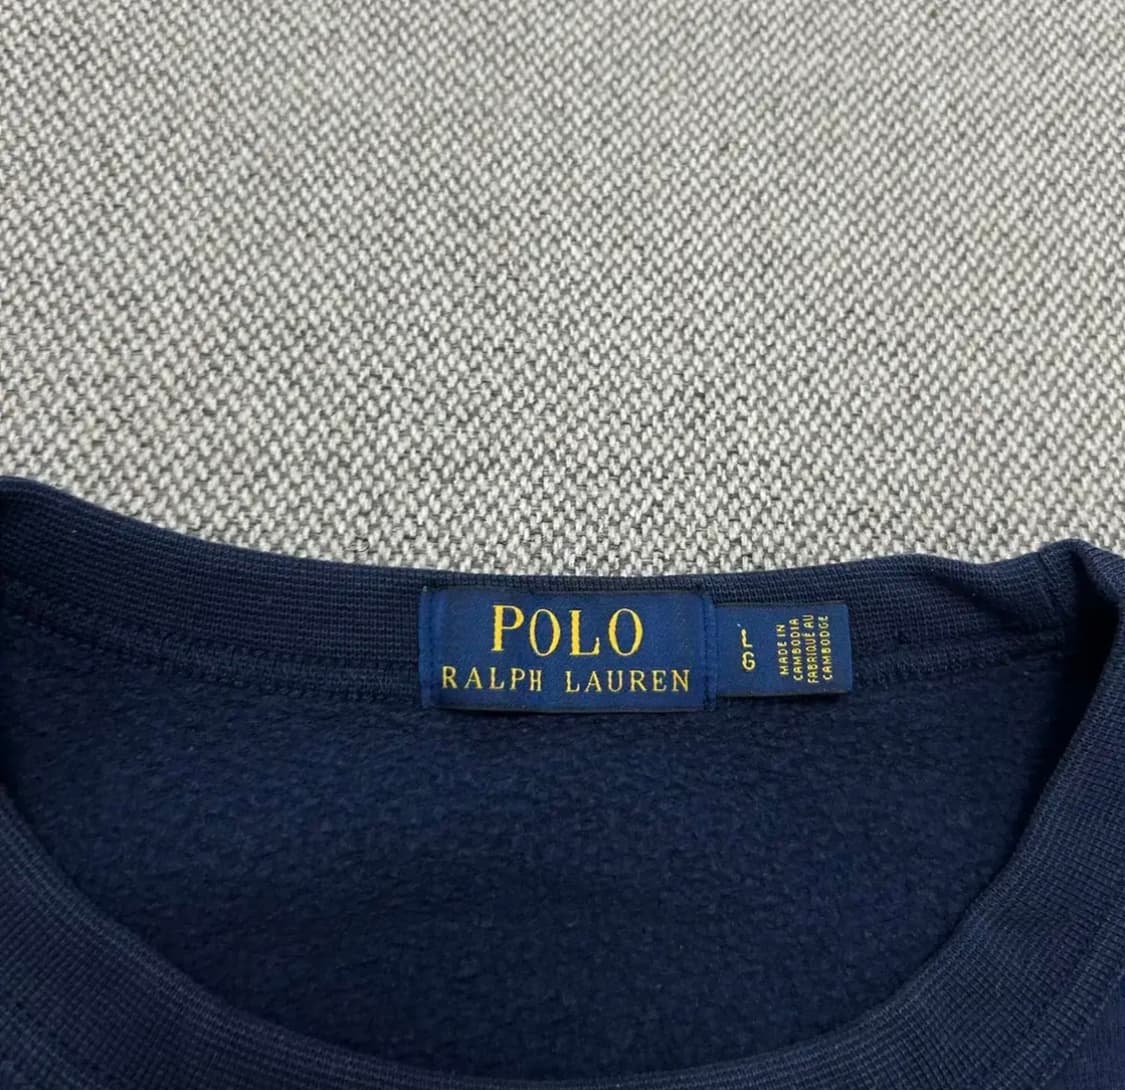 POLO
RALPH LAUREN
L
G
MADE IN
CAMBODIA
FABRIQUÉ AU
CAMBODGE